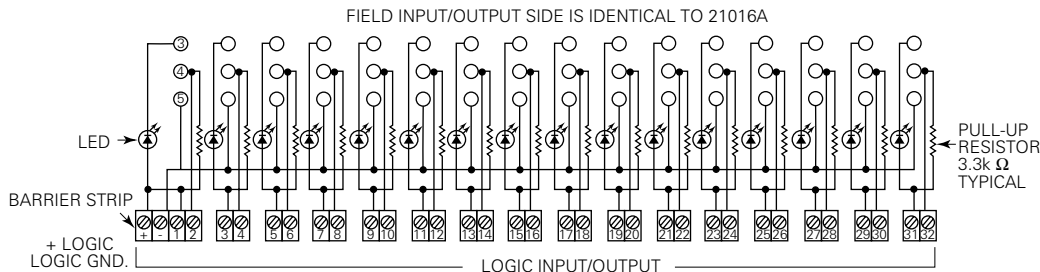 FIELD INPUT/OUTPUT SIDE IS IDENTICAL TO 21016A
3
4
5
LED
PULL-UP
RESISTOR
3.3k Ω
TYPICAL
BARRIER STRIP
+ - 1 2 3 4 5 6 7 8 9 10 11 12 13 14 15 16 17 18 19 20 21 22 23 24 25 26 27 28 29 30 31 32
+ LOGIC
LOGIC GND.
LOGIC INPUT/OUTPUT